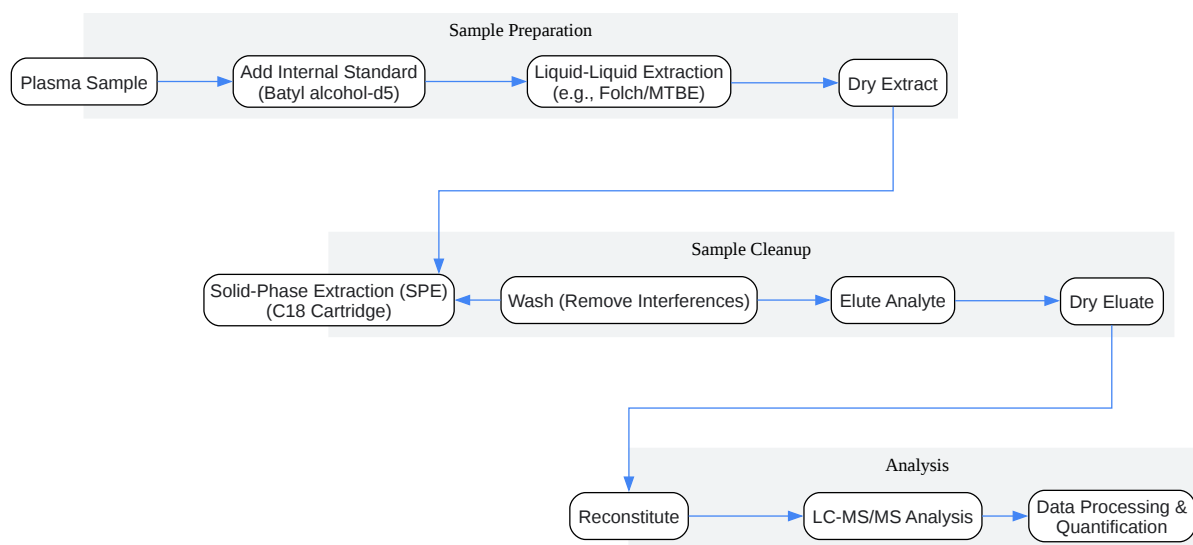 Sample Preparation
Plasma Sample
Add Internal Standard
(Batyl alcohol-d5)
Liquid-Liquid Extraction
(e.g., Folch/MTBE)
Dry Extract
Sample Cleanup
Solid-Phase Extraction (SPE)
(C18 Cartridge)
Wash (Remove Interferences)
Elute Analyte
Dry Eluate
Analysis
Reconstitute
LC-MS/MS Analysis
Data Processing &
Quantification